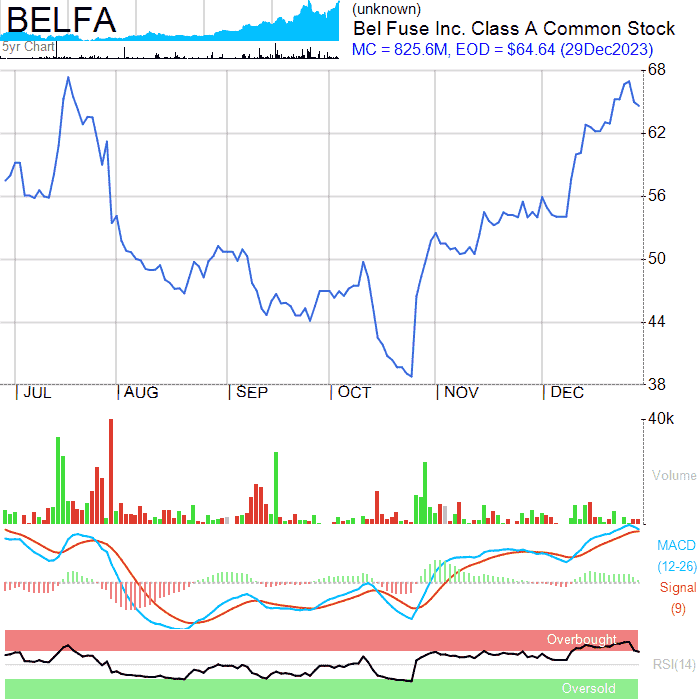 BELFA
5yr Chart
(unknown)
Bel Fuse Inc. Class A Common Stock
MC = 825.6M, EOD = $64.64 (29Dec2023)
68
62
56
50
44
38
JUL AUG SEP OCT NOV DEC
40k
Volume
MACD
(12-26)
Signal
(9)
Overbought
RSI(14)
Oversold